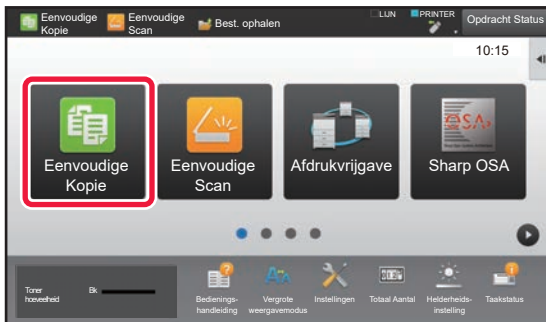 Eenvoudige
Kopie
Eenvoudige
Scan
Best. ophalen
LIJN
PRINTER
Opdracht Status
10:15
Eenvoudige
Kopie
Eenvoudige
Scan
Afdrukvrijgave
Sharp OSA
OSA
Toner
hoeveelheid
Bk
Bedienings-
handleiding
Vergrote
weergavemodus
Instellingen
Totaal Aantal
Helderheids-
instelling
Taakstatus